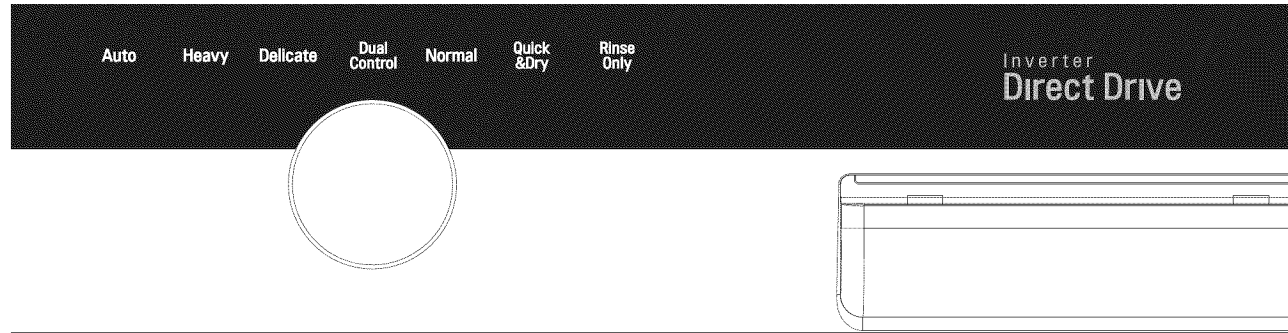 Auto
Heavy
Delicate
Dual
Control
Normal
Quick
&Dry
Rinse
Only
Inverter
Direct Drive